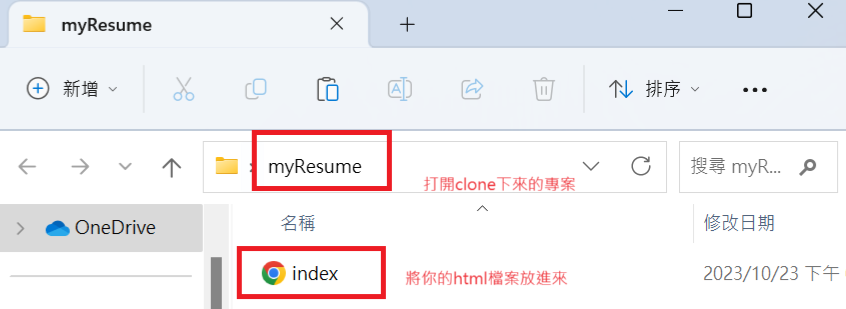 myResume
新增
排序
myResume
搜尋 myR...
打開clone下來的專案
OneDrive
名稱
修改日期
index
將你的html檔案放進來
2023/10/23 下午